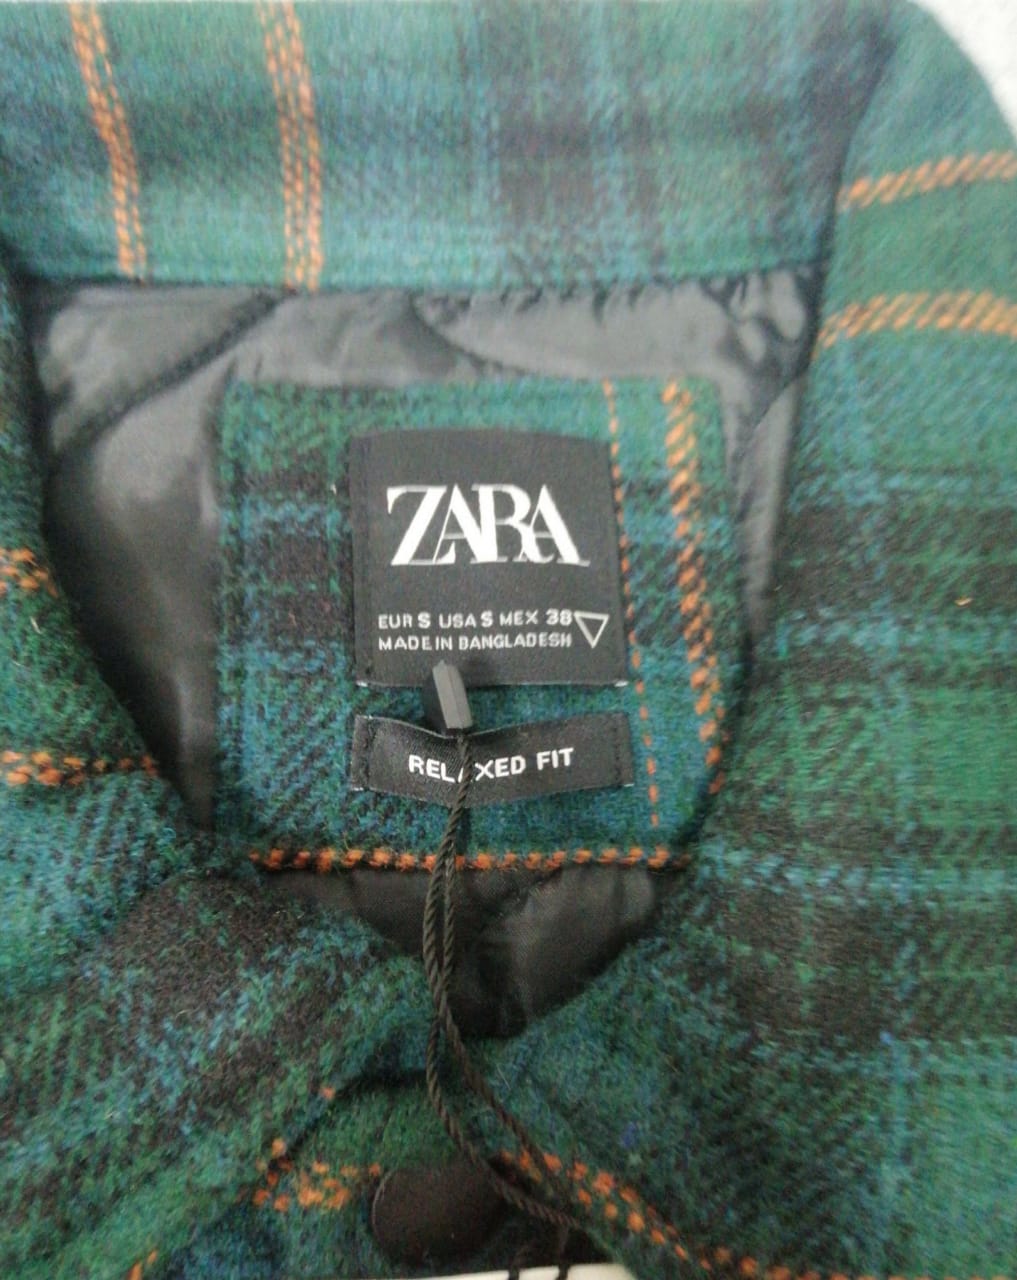 ZARA
EUR S USA S MEX 38
MADE IN BANGLADESH
RELAXED FIT